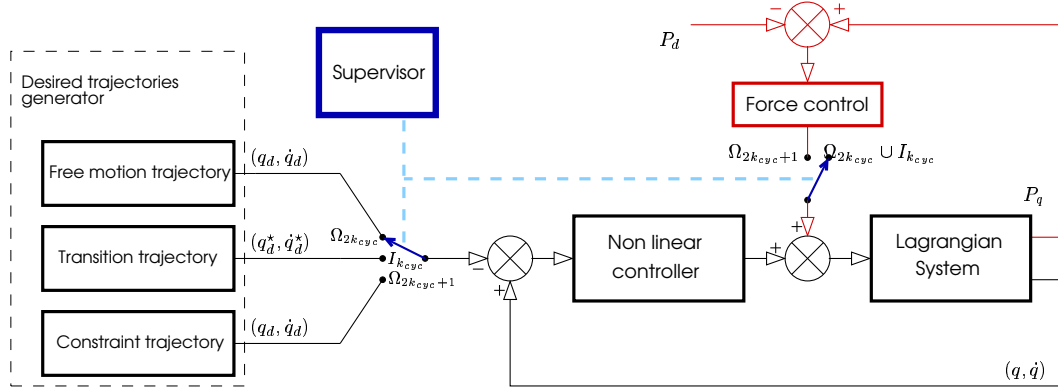 P_d
−
+
Supervisor
Desired trajectories
generator
Force control
Free motion trajectory
(q_d, q̇_d)
Ω_{2k_{cyc}+1}
Ω_{2k_{cyc}} ∪ I_{k_{cyc}}
P_q
Transition trajectory
(q_d^⋆, q̇_d^⋆)
Ω_{2k_{cyc}}
I_{k_{cyc}}
Ω_{2k_{cyc}+1}
−
+
Non linear
controller
+
+
Lagrangian
System
Constraint trajectory
(q_d, q̇_d)
(q, q̇)